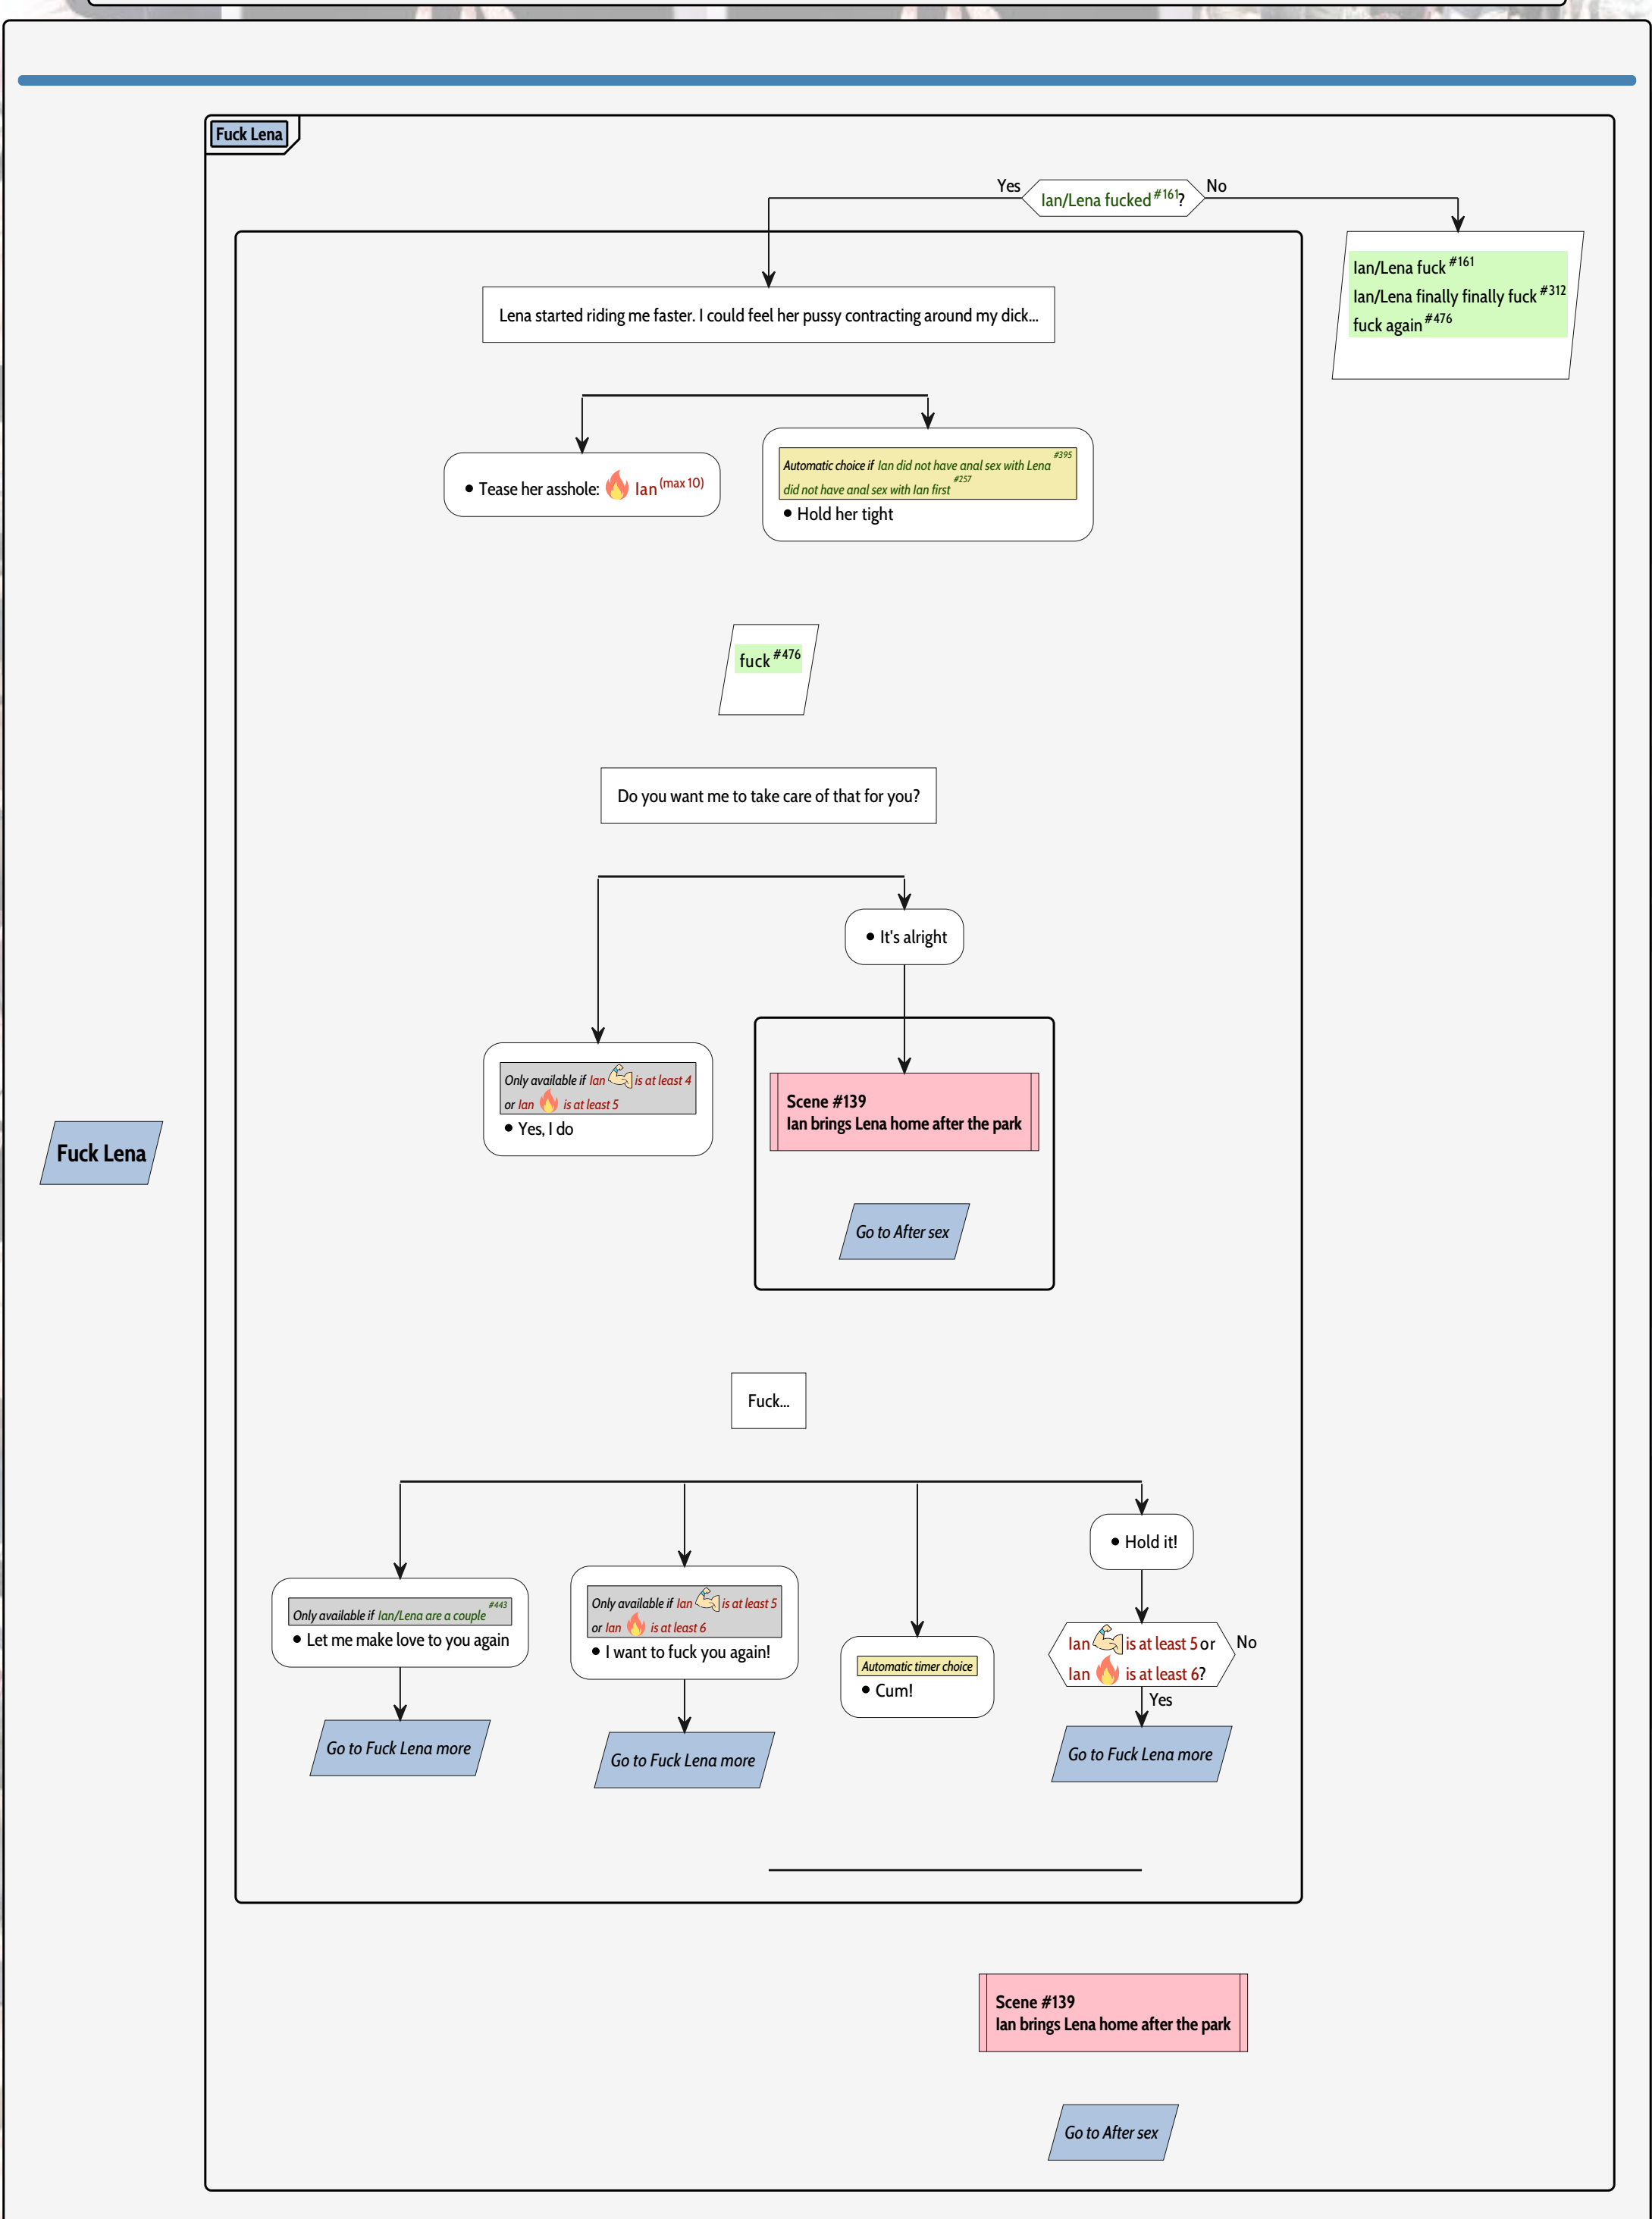 Fuck Lena
Yes
Ian/Lena fucked #161?
No
Ian/Lena fuck #161
Ian/Lena finally finally fuck #312
fuck again #476
Lena started riding me faster. I could feel her pussy contracting around my dick...
• Tease her asshole: Ian (max 10)
Automatic choice if Ian did not have anal sex with Lena #395
did not have anal sex with Ian first #257
• Hold her tight
fuck #476
Do you want me to take care of that for you?
• It's alright
Only available if Ian is at least 4
or Ian is at least 5
• Yes, I do
Scene #139
Ian brings Lena home after the park
Fuck Lena
Go to After sex
Fuck...
• Hold it!
Only available if Ian/Lena are a couple #443
• Let me make love to you again
Only available if Ian is at least 5
or Ian is at least 6
• I want to fuck you again!
Automatic timer choice
• Cum!
Ian is at least 5 or
Ian is at least 6?
No
Yes
Go to Fuck Lena more
Go to Fuck Lena more
Go to Fuck Lena more
Scene #139
Ian brings Lena home after the park
Go to After sex